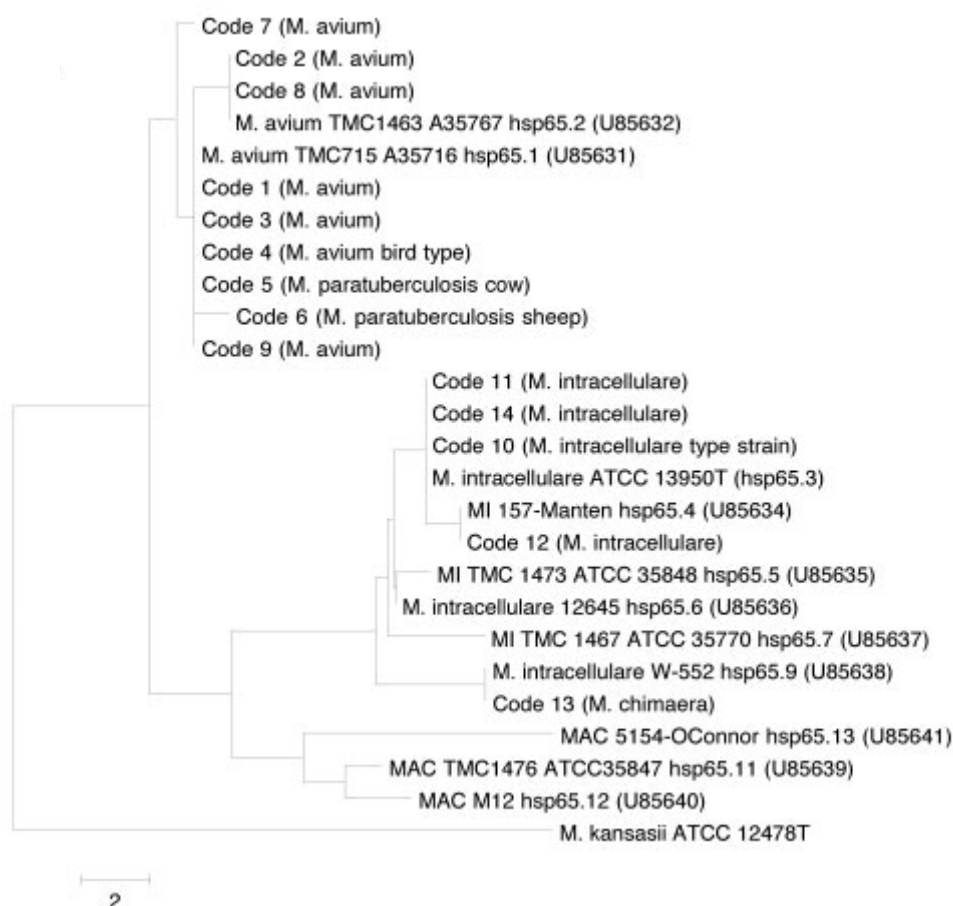 Code 7 (M. avium)
Code 2 (M. avium)
Code 8 (M. avium)
M. avium TMC1463 A35767 hsp65.2 (U85632)
M. avium TMC715 A35716 hsp65.1 (U85631)
Code 1 (M. avium)
Code 3 (M. avium)
Code 4 (M. avium bird type)
Code 5 (M. paratuberculosis cow)
Code 6 (M. paratuberculosis sheep)
Code 9 (M. avium)
Code 11 (M. intracellulare)
Code 14 (M. intracellulare)
Code 10 (M. intracellulare type strain)
M. intracellulare ATCC 13950T (hsp65.3)
MI 157-Manten hsp65.4 (U85634)
Code 12 (M. intracellulare)
MI TMC 1473 ATCC 35848 hsp65.5 (U85635)
M. intracellulare 12645 hsp65.6 (U85636)
MI TMC 1467 ATCC 35770 hsp65.7 (U85637)
M. intracellulare W-552 hsp65.9 (U85638)
Code 13 (M. chimaera)
MAC 5154-OConnor hsp65.13 (U85641)
MAC TMC1476 ATCC35847 hsp65.11 (U85639)
MAC M12 hsp65.12 (U85640)
M. kansasii ATCC 12478T
2